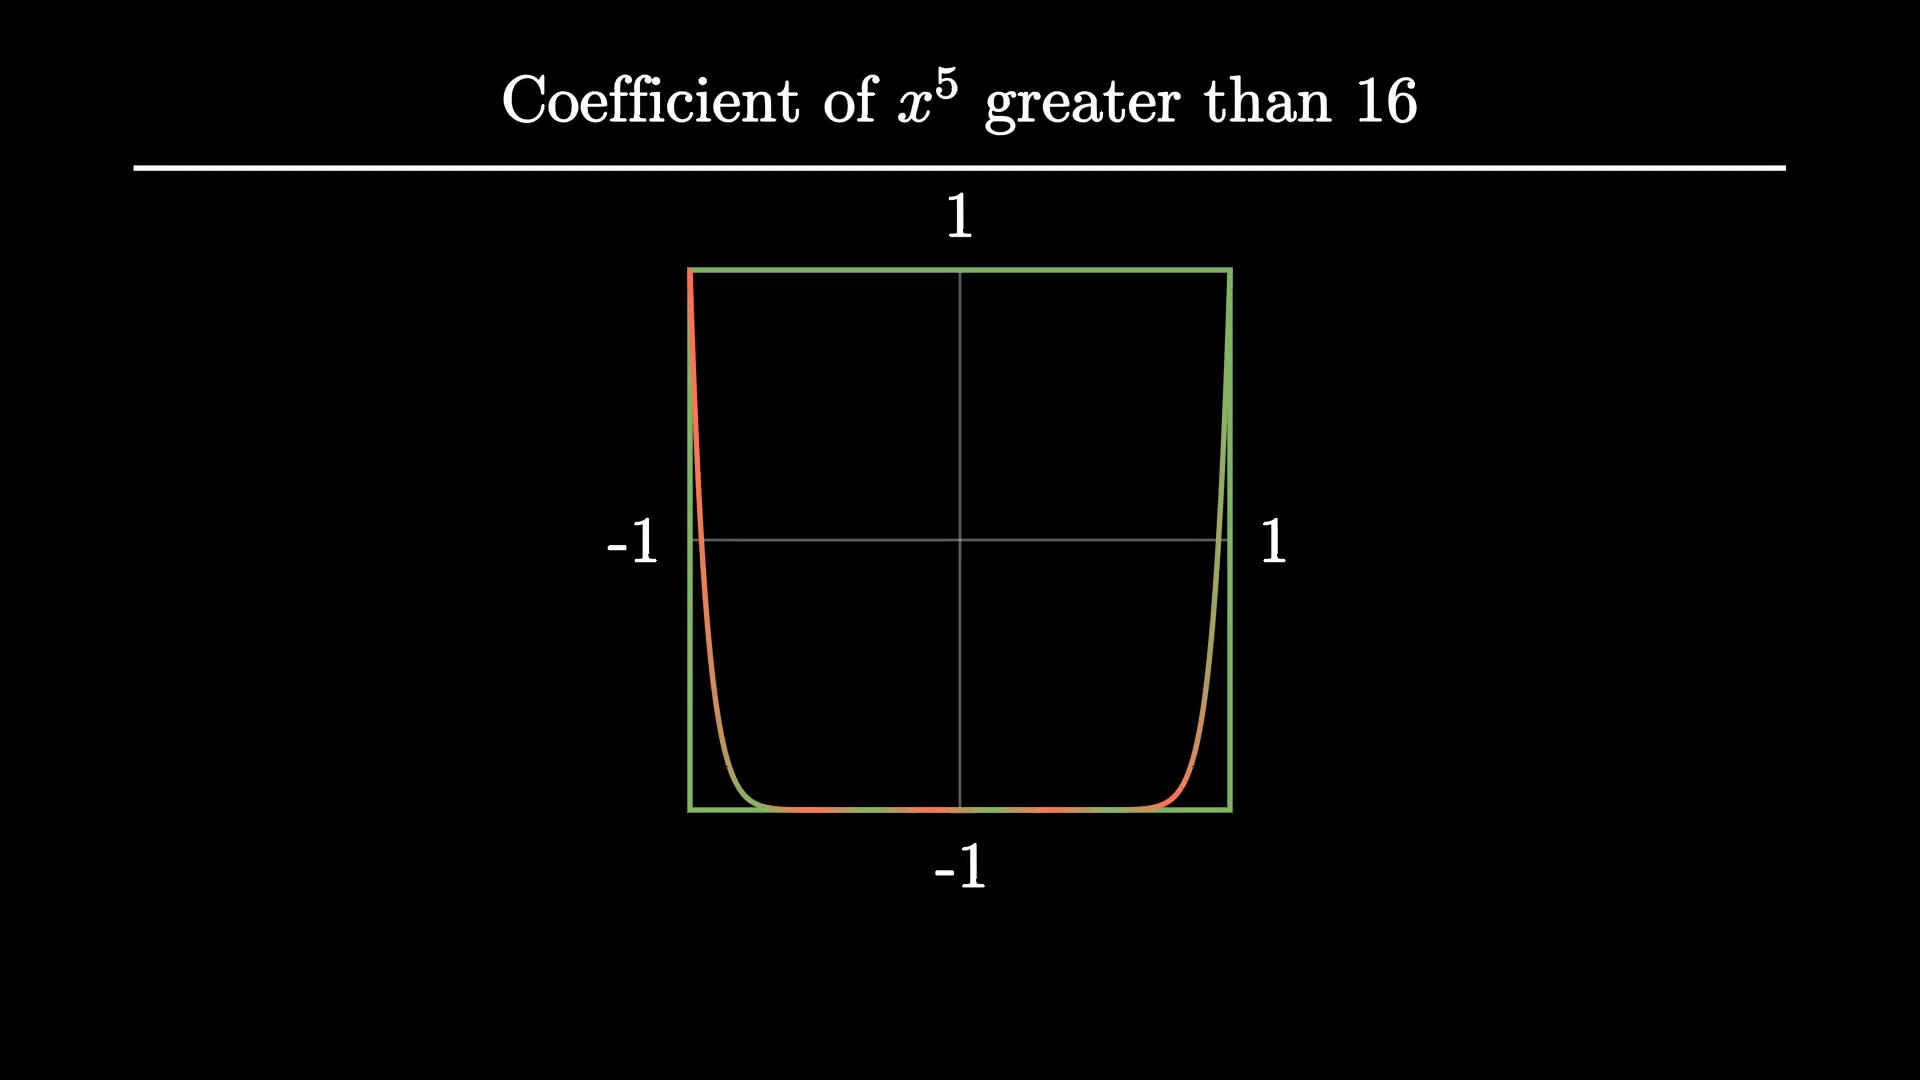 Coefficient of x⁵ greater than 16
1
-1 1
-1